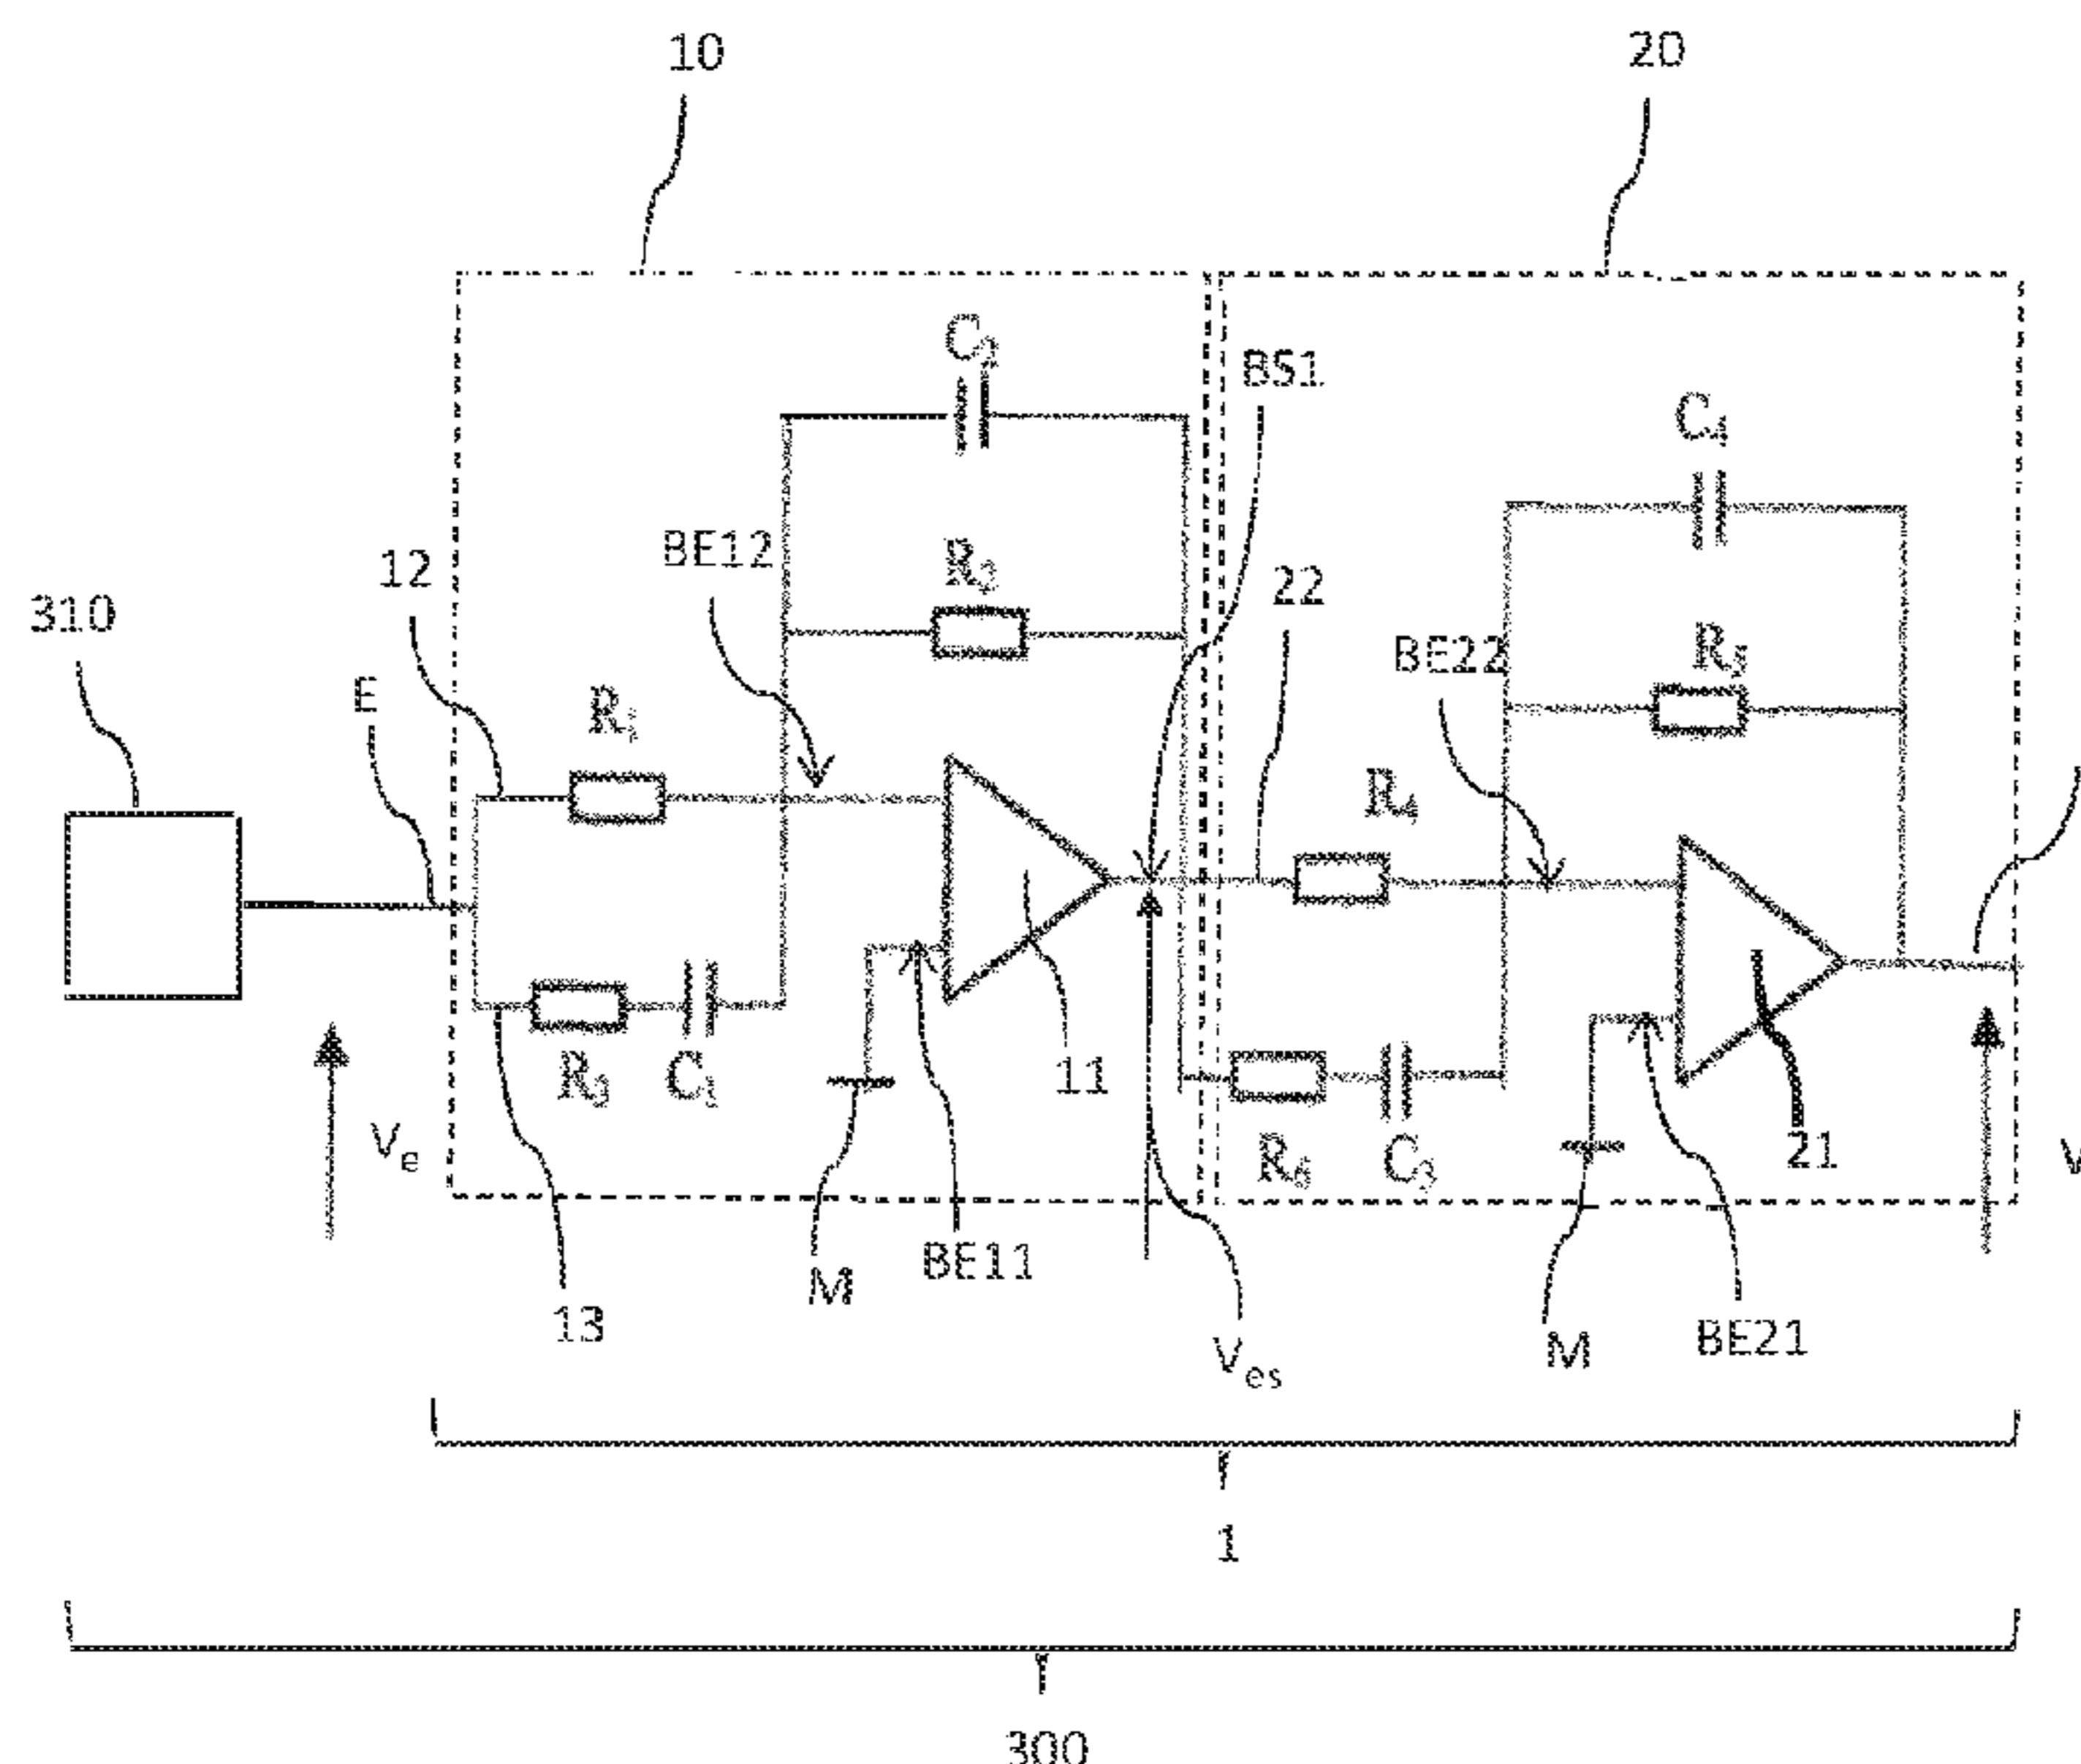 10
20
C₂
BS1
C₄
BE12
R₂
12
22
310
BE22
R₅
E
R₁
R₄
11
R₃
C₁
21
Vₑ
R₆
C₃
V
BE11
M
13
BE21
M
Vₑₛ
1
300